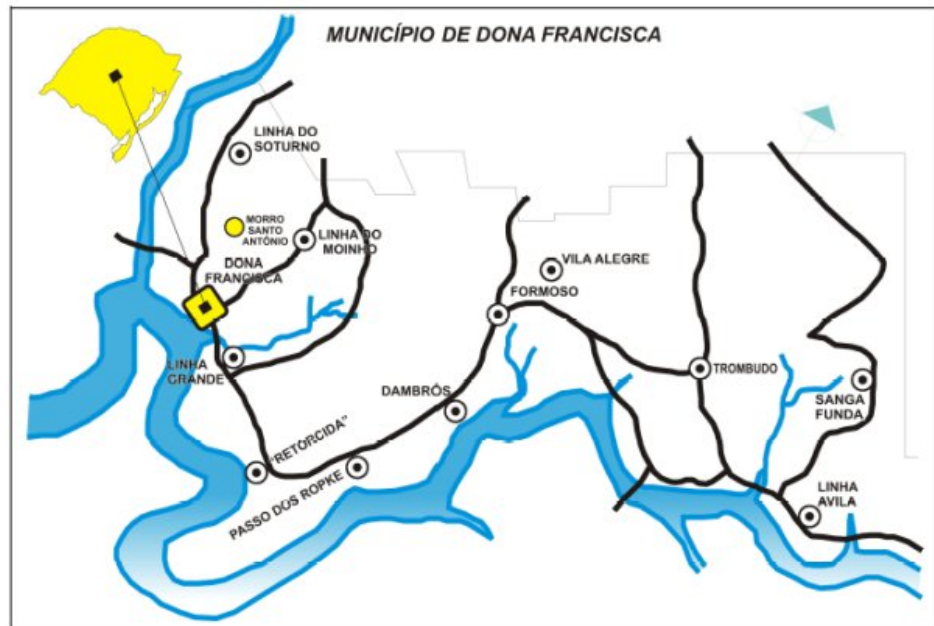 MUNICÍPIO DE DONA FRANCISCA
LINHA DO
SOTURNO
MORRO
SANTO
ANTÔNIO
LINHA DO
MOINHO
DONA
FRANCISCA
VILA ALEGRE
FORMOSO
LINHA
GRANDE
TROMBUDO
DAMBRÓS
SANGA
FUNDA
"RETORCIDA"
PASSO DOS ROPKE
LINHA
AVILA